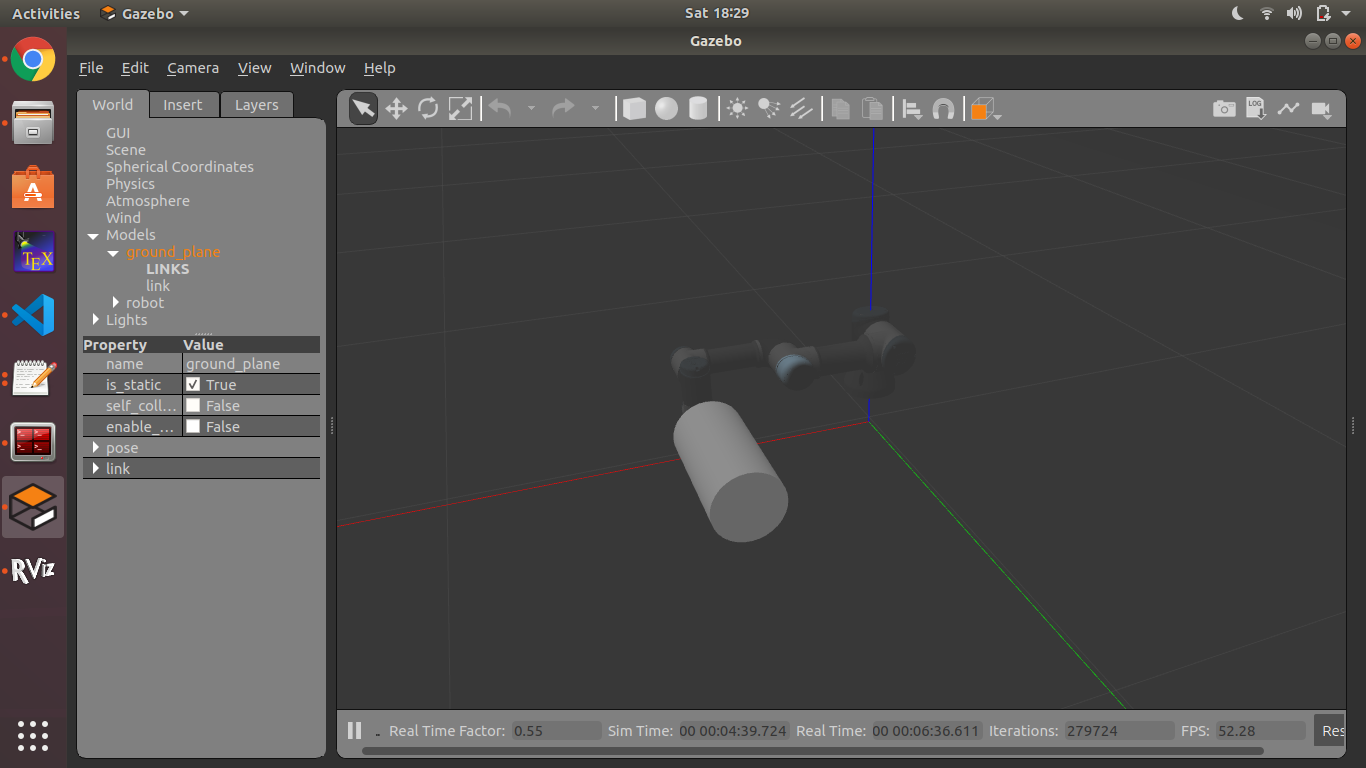 Activities Gazebo Sat 18:29
Gazebo
File Edit Camera View Window Help
World Insert Layers
LOG
GUI
Scene
Spherical Coordinates
Physics
Atmosphere
Wind
Models
ground_plane
LINKS
link
robot
Lights
Property Value
name ground_plane
is_static True
self_coll... False
enable_... False
pose
link
TEX
RViz
Real Time Factor: 0.55 Sim Time: 00 00:04:39.724 Real Time: 00 00:06:36.611 Iterations: 279724 FPS: 52.28 Res